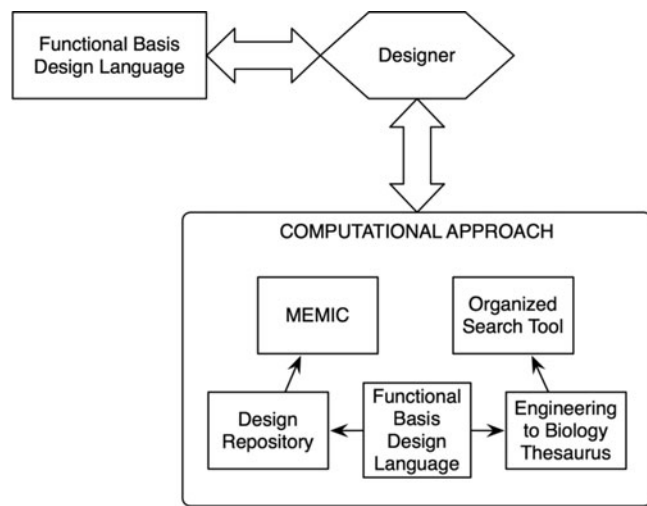 Functional Basis
Design Language
Designer
COMPUTATIONAL APPROACH
MEMIC
Organized
Search Tool
Design
Repository
Functional
Basis
Design
Language
Engineering
to Biology
Thesaurus